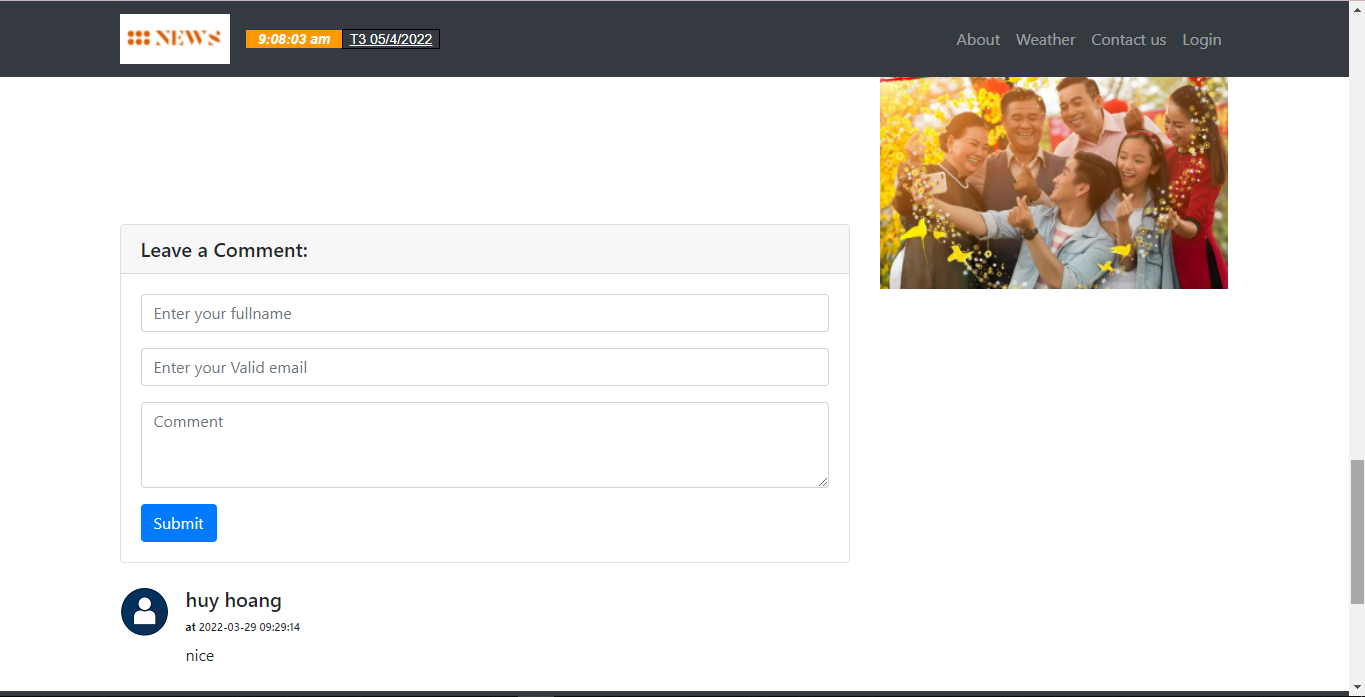 NEWS
9:08:03 am T3 05/4/2022
About Weather Contact us Login
Leave a Comment:
Enter your fullname
Enter your Valid email
Comment
Submit
huy hoang
at 2022-03-29 09:29:14
nice